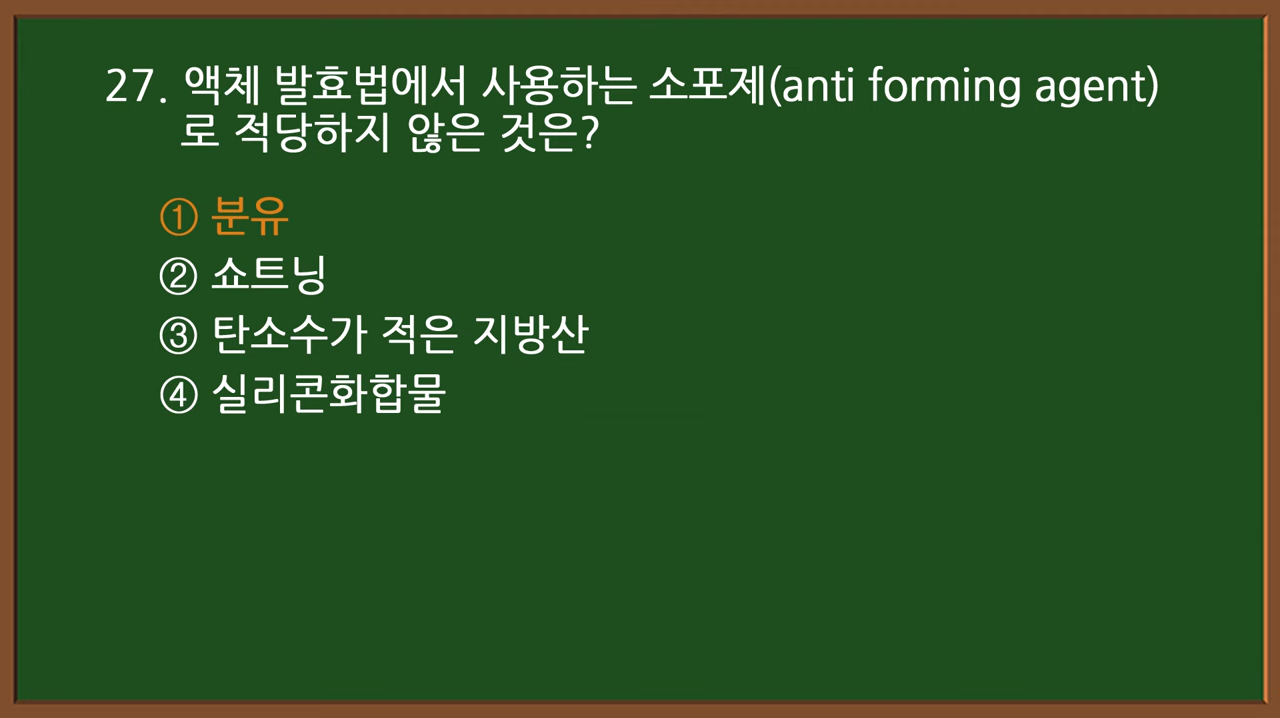 27. 액체 발효법에서 사용하는 소포제(anti forming agent)
로 적당하지 않은 것은?
① 분유
② 쇼트닝
③ 탄소수가 적은 지방산
④ 실리콘화합물